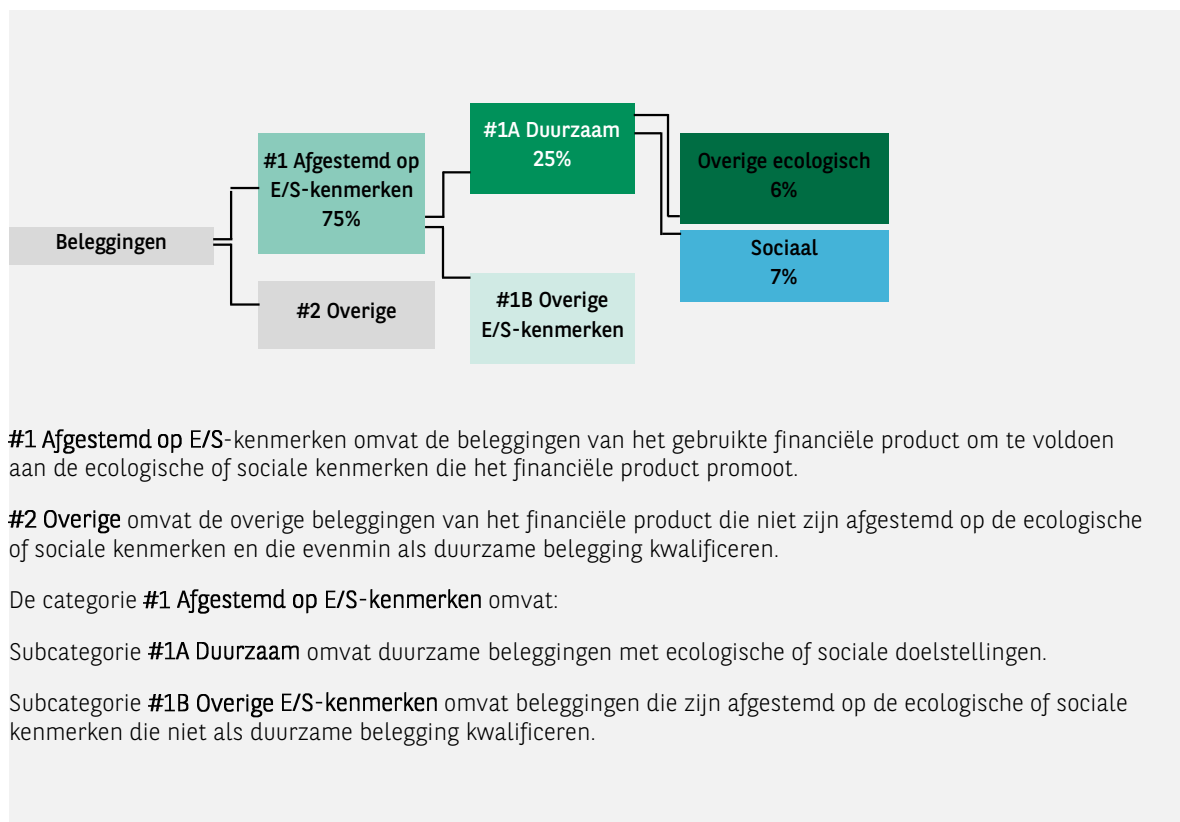 #1A Duurzaam
25%
#1 Afgestemd op
E/S-kenmerken
75%
Overige ecologisch
6%
Beleggingen
Sociaal
7%
#2 Overige
#1B Overige
E/S-kenmerken
#1 Afgestemd op E/S-kenmerken omvat de beleggingen van het gebruikte financiële product om te voldoen
aan de ecologische of sociale kenmerken die het financiële product promoot.
#2 Overige omvat de overige beleggingen van het financiële product die niet zijn afgestemd op de ecologische
of sociale kenmerken en die evenmin als duurzame belegging kwalificeren.
De categorie #1 Afgestemd op E/S-kenmerken omvat:
Subcategorie #1A Duurzaam omvat duurzame beleggingen met ecologische of sociale doelstellingen.
Subcategorie #1B Overige E/S-kenmerken omvat beleggingen die zijn afgestemd op de ecologische of sociale
kenmerken die niet als duurzame belegging kwalificeren.